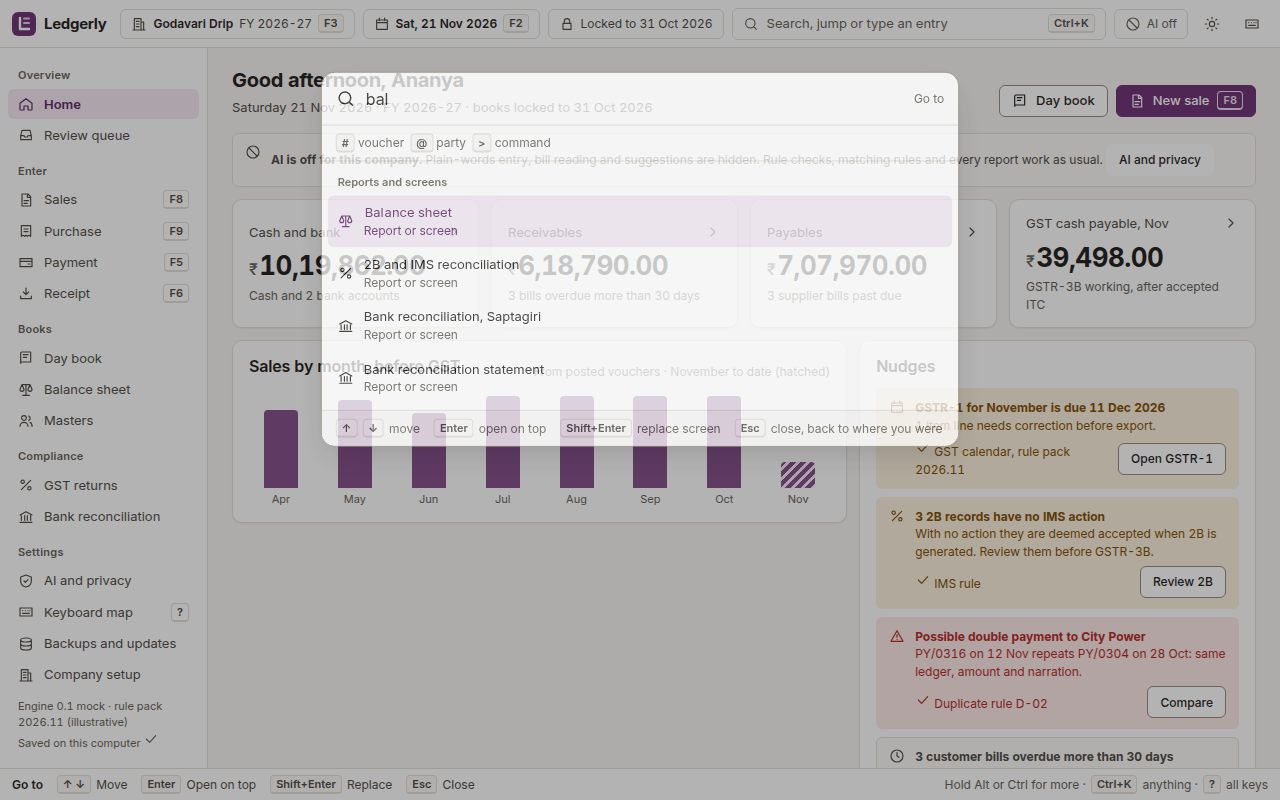 Ledgerly
Godavari Drip FY 2026-27 F3
Sat, 21 Nov 2026 F2
Locked to 31 Oct 2026
Search, jump or type an entry Ctrl+K
AI off
Overview
Home
Review queue
Enter
Sales F8
Purchase F9
Payment F5
Receipt F6
Books
Day book
Balance sheet
Masters
Compliance
GST returns
Bank reconciliation
Settings
AI and privacy
Keyboard map ?
Backups and updates
Company setup
Engine 0.1 mock · rule pack
2026.11 (illustrative)
Saved on this computer
Good afternoon, Ananya
Saturday 21 Nov 2026 · FY 2026-27 · books locked to 31 Oct 2026
Day book
New sale F8
bal
Go to
# voucher @ party > command
AI is off for this company. Plain-words entry, bill reading and suggestions are hidden. Rule checks, matching rules and every report work as usual.
AI and privacy
Reports and screens
Balance sheet
Report or screen
2B and IMS reconciliation
Report or screen
Bank reconciliation, Saptagiri
Report or screen
Bank reconciliation statement
Report or screen
↑ ↓ move Enter open on top Shift+Enter replace screen Esc close, back to where you were
Cash and bank
₹10,19,862.00
Cash and 2 bank accounts
Receivables
6,18,790.00
3 bills overdue more than 30 days
Payables
₹7,07,970.00
3 supplier bills past due
GST cash payable, Nov
₹39,498.00
GSTR-3B working, after accepted
ITC
Sales by month, before GST
From posted vouchers · November to date (hatched)
Apr May Jun Jul Aug Sep Oct Nov
Nudges
GSTR-1 for November is due 11 Dec 2026
1 item line needs correction before export.
GST calendar, rule pack
2026.11
Open GSTR-1
3 2B records have no IMS action
With no action they are deemed accepted when 2B is
generated. Review them before GSTR-3B.
IMS rule
Review 2B
Possible double payment to City Power
PY/0316 on 12 Nov repeats PY/0304 on 28 Oct: same
ledger, amount and narration.
Duplicate rule D-02
Compare
3 customer bills overdue more than 30 days
Go to ↑ ↓ Move Enter Open on top Shift+Enter Replace Esc Close
Hold Alt or Ctrl for more · Ctrl+K anything · ? all keys